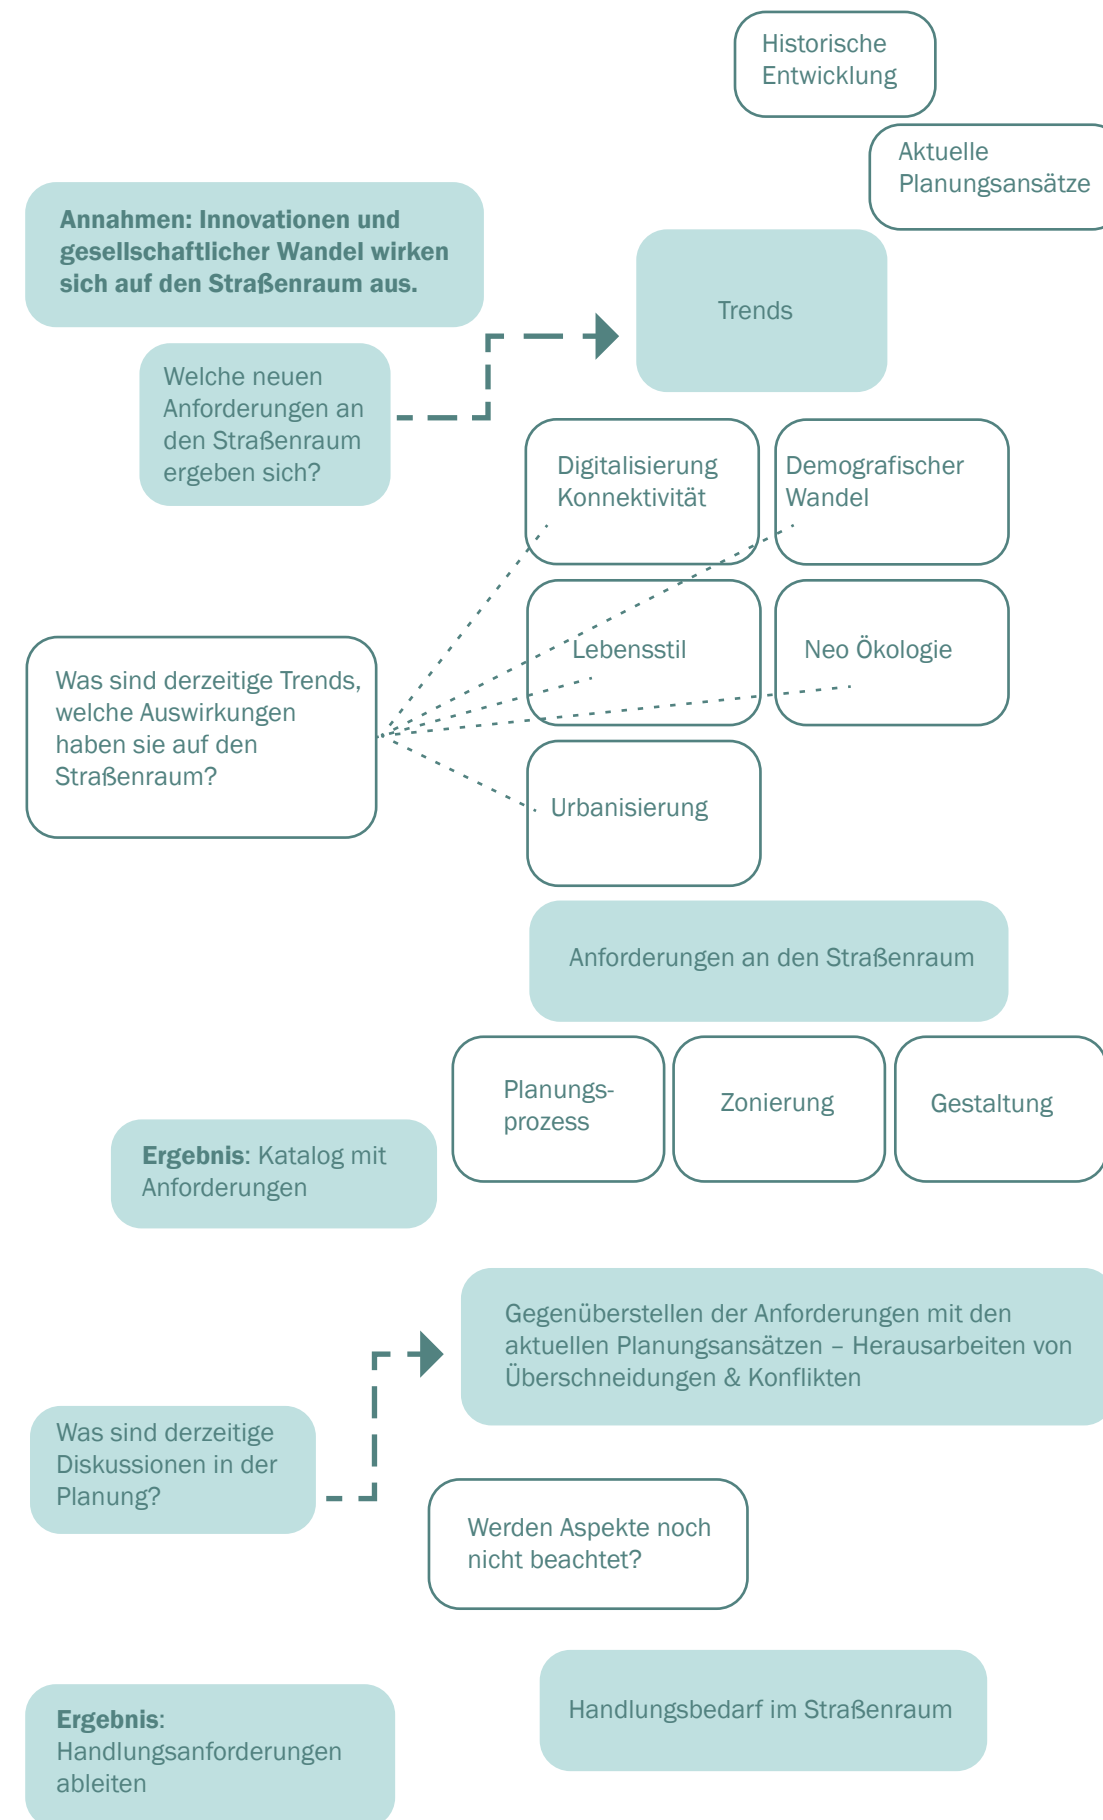 Historische
Entwicklung
Aktuelle
Planungsansätze
Annahmen: Innovationen und
gesellschaftlicher Wandel wirken
sich auf den Straßenraum aus.
Trends
Welche neuen
Anforderungen an
den Straßenraum
ergeben sich?
Digitalisierung
Konnektivität
Demografischer
Wandel
Lebensstil
Neo Ökologie
Was sind derzeitige Trends,
welche Auswirkungen
haben sie auf den
Straßenraum?
Urbanisierung
Anforderungen an den Straßenraum
Planungs-
prozess
Zonierung
Gestaltung
Ergebnis: Katalog mit
Anforderungen
Gegenüberstellen der Anforderungen mit den
aktuellen Planungsansätzen – Herausarbeiten von
Überschneidungen & Konflikten
Was sind derzeitige
Diskussionen in der
Planung?
Werden Aspekte noch
nicht beachtet?
Handlungsbedarf im Straßenraum
Ergebnis:
Handlungsanforderungen
ableiten